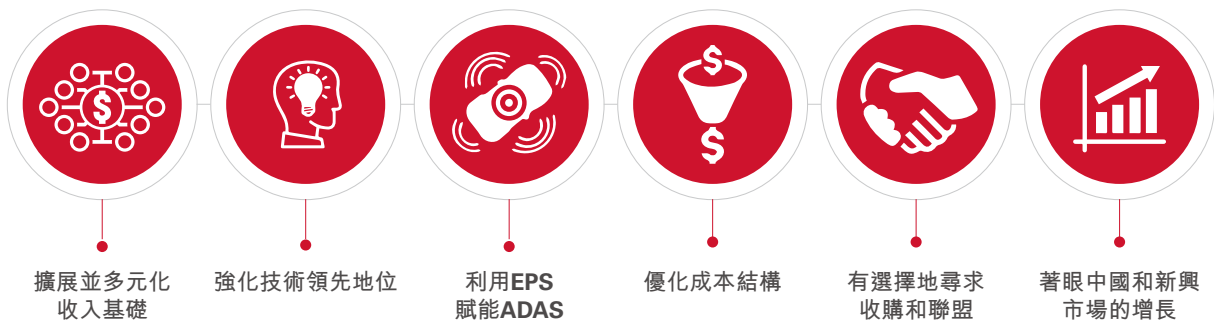 擴展並多元化
收入基礎
強化技術領先地位
利用EPS
賦能ADAS
優化成本結構
有選擇地尋求
收購和聯盟
著眼中國和新興
市場的增長